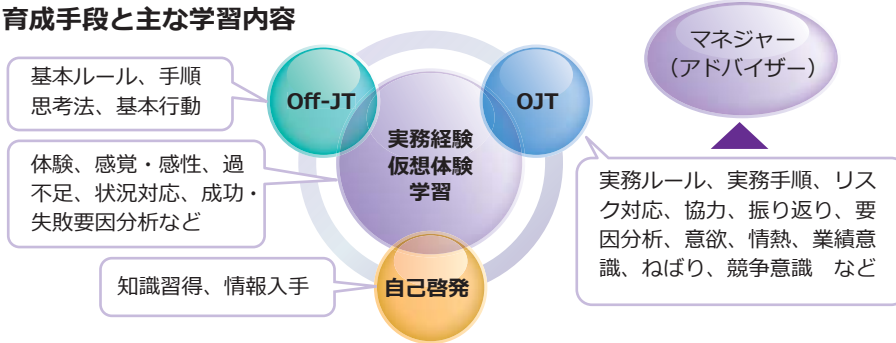 育成手段と主な学習内容
基本ルール、手順
思考法、基本行動
Off-JT
OJT
マネジャー
（アドバイザー）
実務経験
仮想体験
学習
体験、感覚・感性、過
不足、状況対応、成功・
失敗要因分析など
実務ルール、実務手順、リス
ク対応、協力、振り返り、要
因分析、意欲、情熱、業績意
識、ねばり、競争意識　など
知識習得、情報入手
自己啓発